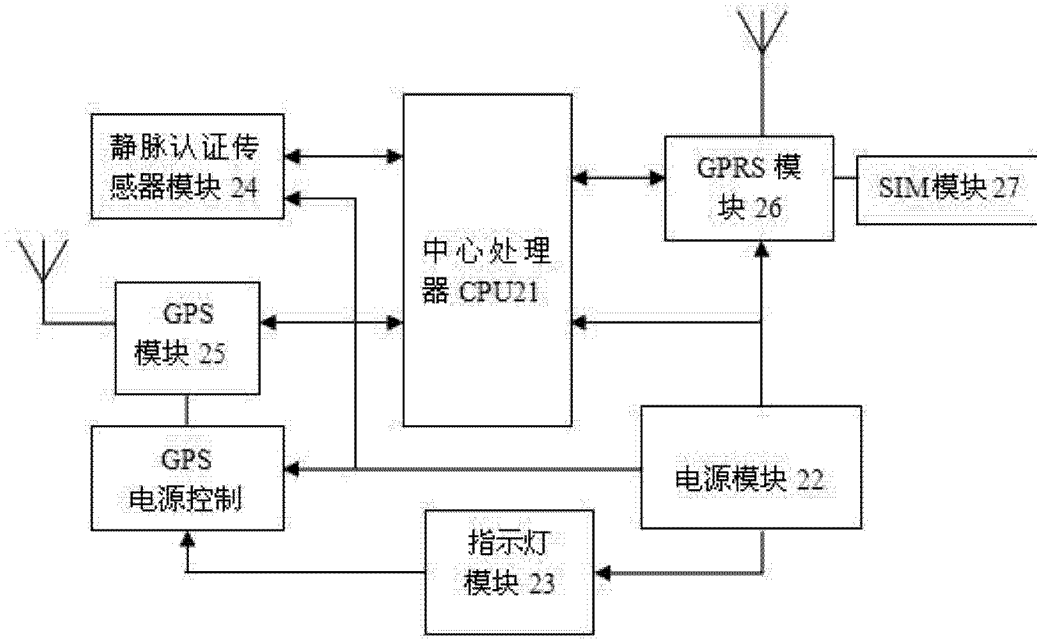 静脉认证传
感器模块 24
GPS
模块 25
GPS
电源控制
中心处理
器 CPU21
GPRS 模
块 26
SIM模块 27
电源模块 22
指示灯
模块 23